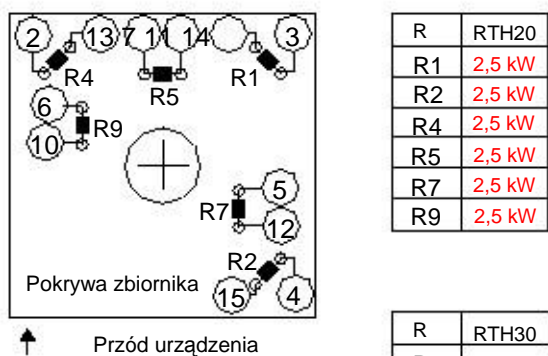 2 13 7 11 14 3
R4 R5 R1
6
R9
10
5
R7
12
R2
15 4
Pokrywa zbiornika
Przód urządzenia
R RTH20
R1 2,5 kW
R2 2,5 kW
R4 2,5 kW
R5 2,5 kW
R7 2,5 kW
R9 2,5 kW
R RTH30